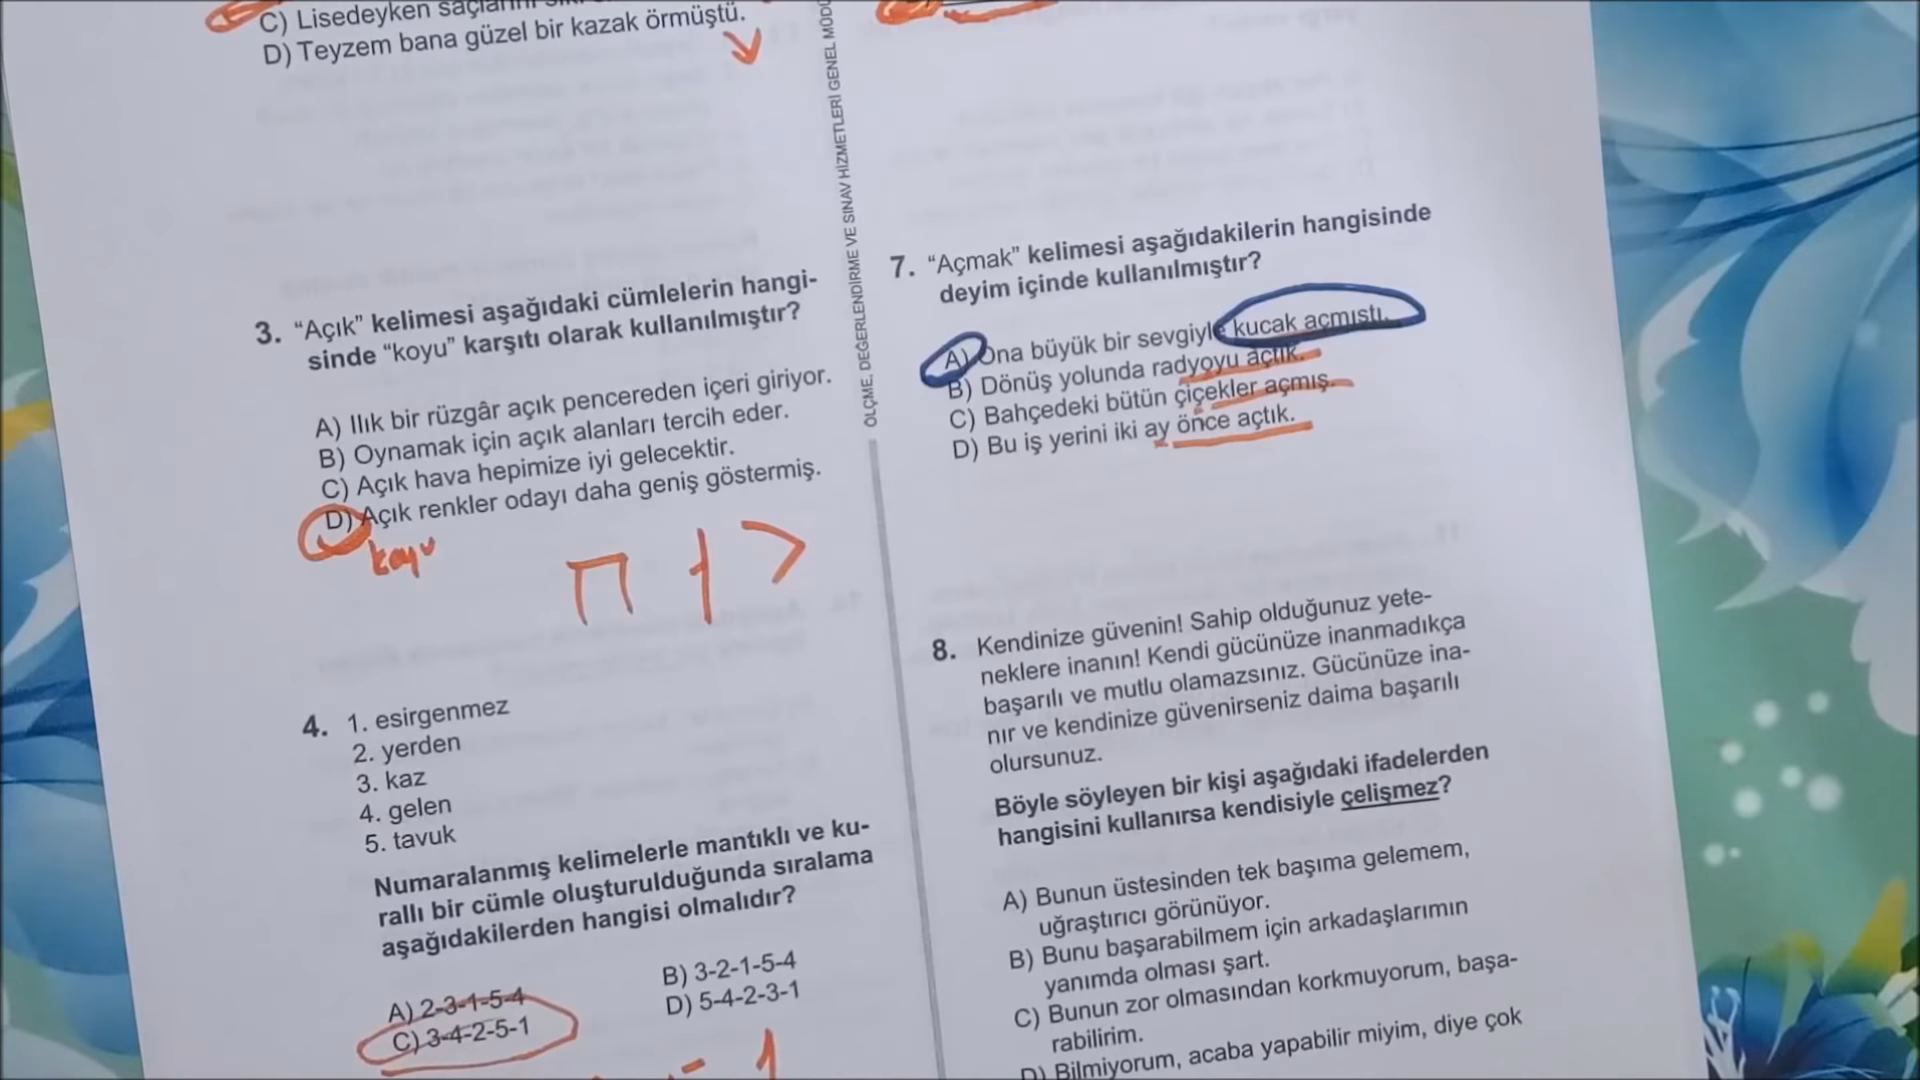 C) Lisedeyken saçlarını
D) Teyzem bana güzel bir kazak örmüştü.
3. “Açık” kelimesi aşağıdaki cümlelerin hangi-
sinde “koyu” karşıtı olarak kullanılmıştır?
A) Ilık bir rüzgâr açık pencereden içeri giriyor.
B) Oynamak için açık alanları tercih eder.
C) Açık hava hepimize iyi gelecektir.
D) Açık renkler odayı daha geniş göstermiş.
koyu
4. 1. esirgenmez
2. yerden
3. kaz
4. gelen
5. tavuk
Numaralanmış kelimelerle mantıklı ve ku-
rallı bir cümle oluşturulduğunda sıralama
aşağıdakilerden hangisi olmalıdır?
A) 2-3-1-5-4
B) 3-2-1-5-4
C) 3-4-2-5-1
D) 5-4-2-3-1
ÖLÇME, DEĞERLENDİRME VE SINAV HİZMETLERİ GENEL
7. “Açmak” kelimesi aşağıdakilerin hangisinde
deyim içinde kullanılmıştır?
A) Ona büyük bir sevgiyle kucak açmıştı.
B) Dönüş yolunda radyoyu açtık.
C) Bahçedeki bütün çiçekler açmış.
D) Bu iş yerini iki ay önce açtık.
8. Kendinize güvenin! Sahip olduğunuz yete-
neklere inanın! Kendi gücünüze inanmadıkça
başarılı ve mutlu olamazsınız. Gücünüze ina-
nır ve kendinize güvenirseniz daima başarılı
olursunuz.
Böyle söyleyen bir kişi aşağıdaki ifadelerden
hangisini kullanırsa kendisiyle çelişmez?
A) Bunun üstesinden tek başıma gelemem,
uğraştırıcı görünüyor.
B) Bunu başarabilmem için arkadaşlarımın
yanımda olması şart.
C) Bunun zor olmasından korkmuyorum, başa-
rabilirim.
D) Bilmiyorum, acaba yapabilir miyim, diye çok